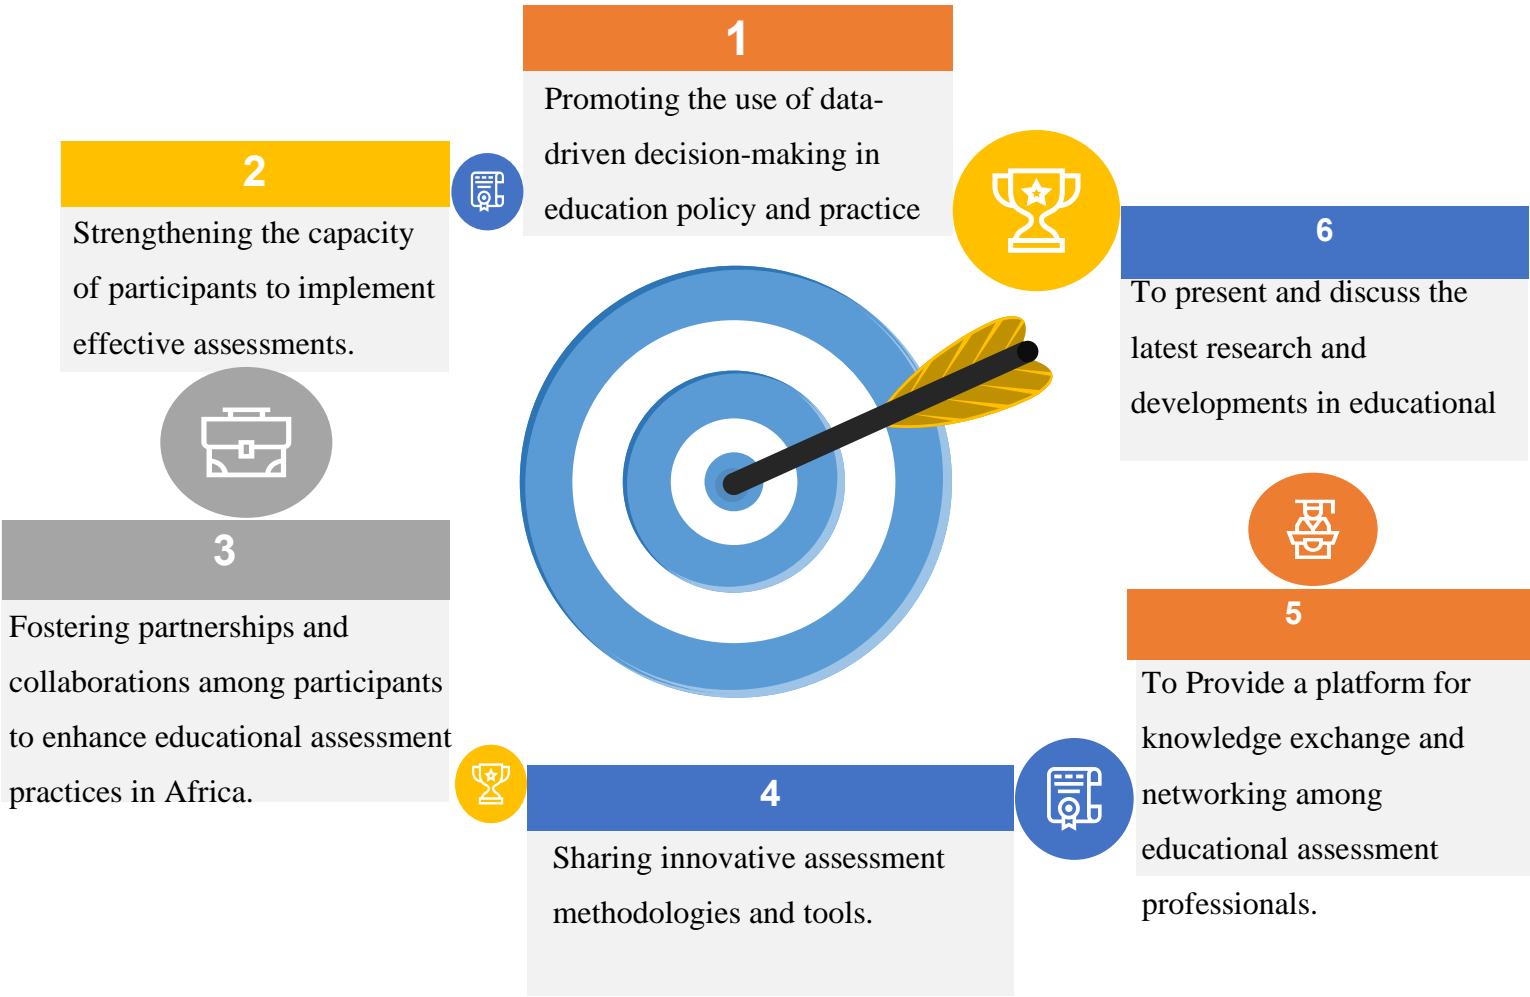 1
Promoting the use of data-
driven decision-making in
education policy and practice
2
Strengthening the capacity
of participants to implement
effective assessments.
3
Fostering partnerships and
collaborations among participants
to enhance educational assessment
practices in Africa.
4
Sharing innovative assessment
methodologies and tools.
5
To Provide a platform for
knowledge exchange and
networking among
educational assessment
professionals.
6
To present and discuss the
latest research and
developments in educational